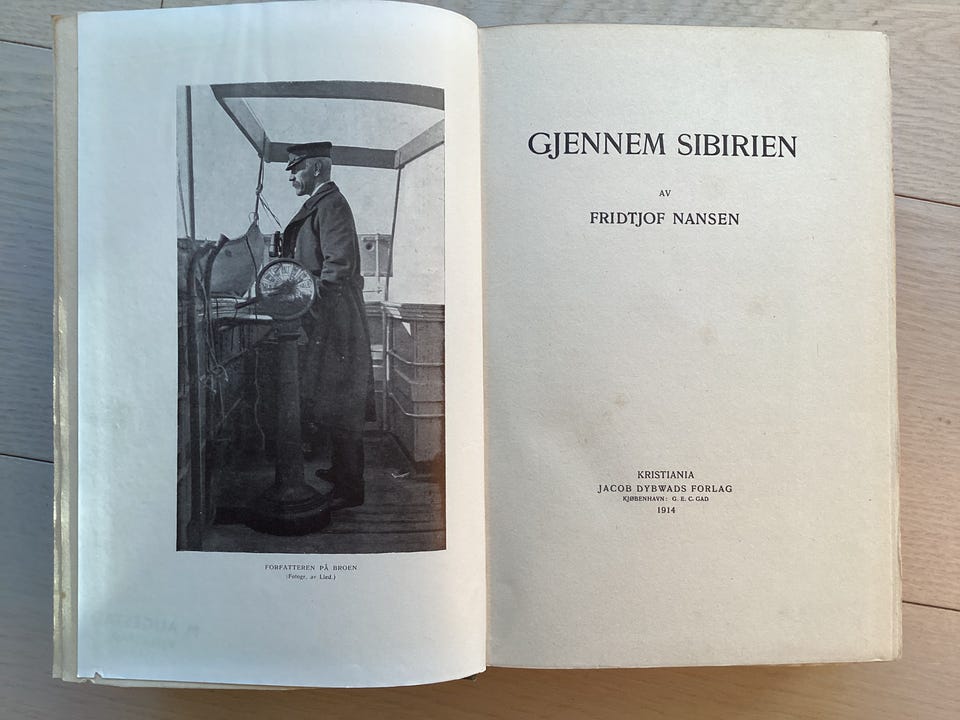 FORFATTEREN PÅ BROEN
(Fotogr. av Lied.)
GJENNEM SIBIRIEN
AV
FRIDTJOF NANSEN
KRISTIANIA
JACOB DYBWADS FORLAG
KJØBENHAVN: G. E. C. GAD
1914